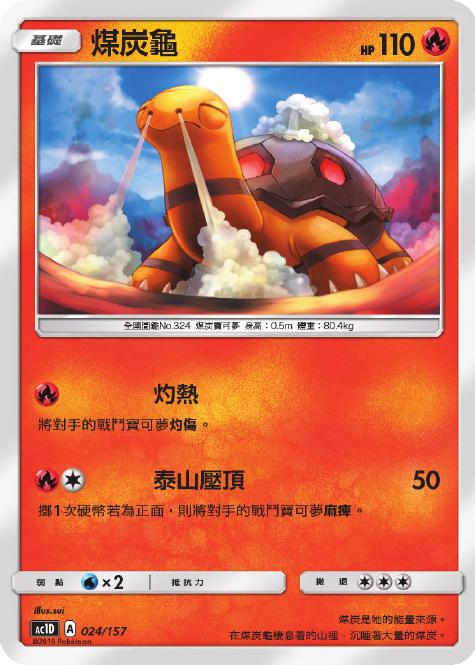 基礎 煤炭龜 HP 110
全國圖鑑No.324 煤炭寶可夢 身高：0.5m 體重：80.4kg
灼熱
將對手的戰鬥寶可夢灼傷。
泰山壓頂 50
擲1次硬幣若為正面，則將對手的戰鬥寶可夢麻痺。
弱點 ×2 抵抗力 撤退
illus.sui
AC1D A 024/157
©2019 Pokémon
煤炭是牠的能量來源。
在煤炭龜棲息著的山裡，沉睡著大量的煤炭。